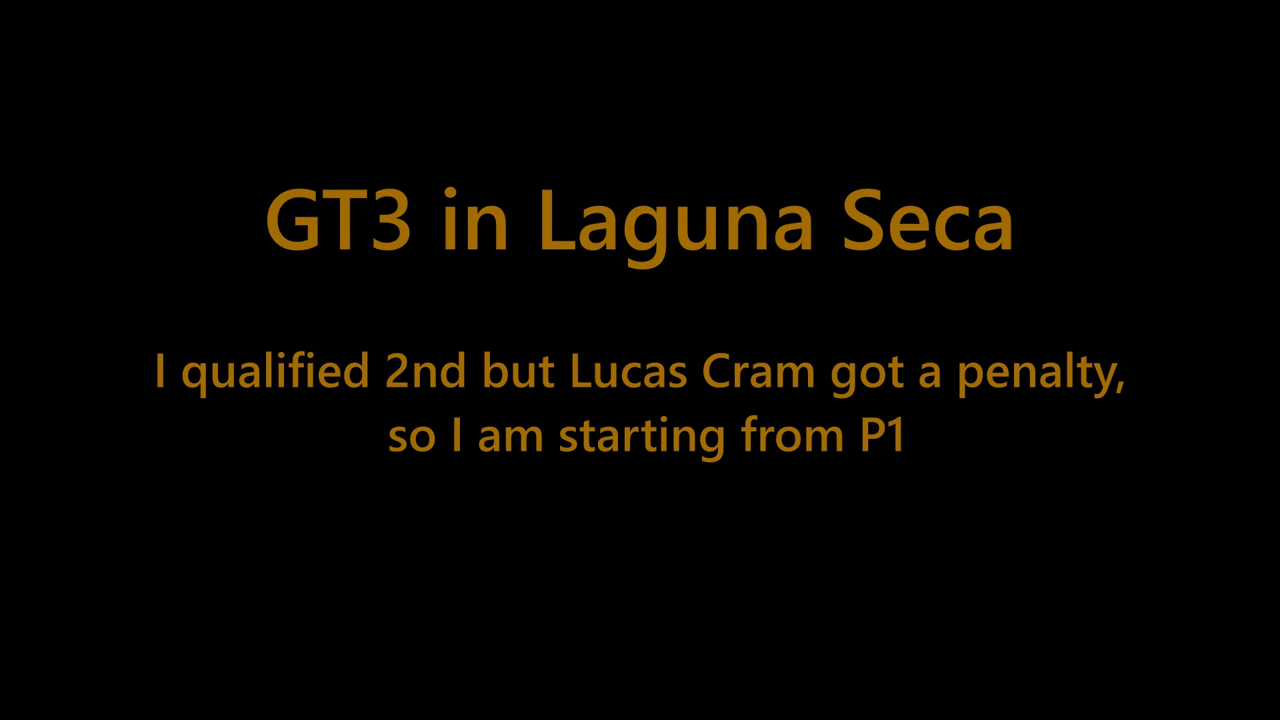 GT3 in Laguna Seca
I qualified 2nd but Lucas Cram got a penalty,
so I am starting from P1